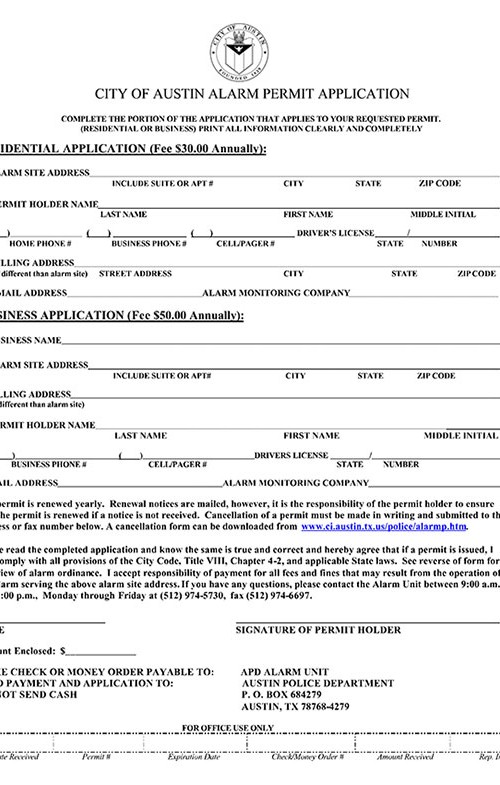 CITY OF AUSTIN
FOUNDED 1839
CITY OF AUSTIN ALARM PERMIT APPLICATION
COMPLETE THE PORTION OF THE APPLICATION THAT APPLIES TO YOUR REQUESTED PERMIT.
(RESIDENTIAL OR BUSINESS) PRINT ALL INFORMATION CLEARLY AND COMPLETELY
IDENTIAL APPLICATION (Fee $30.00 Annually):
ARM SITE ADDRESS
INCLUDE SUITE OR APT # CITY STATE ZIP CODE
RMIT HOLDER NAME
LAST NAME FIRST NAME MIDDLE INITIAL
) ( ) ( ) DRIVER'S LICENSE /
HOME PHONE # BUSINESS PHONE # CELL/PAGER # STATE NUMBER
LLING ADDRESS
different than alarm site) STREET ADDRESS CITY STATE ZIP CODE
MAIL ADDRESS ALARM MONITORING COMPANY
SINESS APPLICATION (Fee $50.00 Annually):
SINESS NAME
ARM SITE ADDRESS
INCLUDE SUITE OR APT# CITY STATE ZIP CODE
LLING ADDRESS
different than alarm site)
RMIT HOLDER NAME
LAST NAME FIRST NAME MIDDLE INITIAL
) ( ) DRIVERS LICENSE /
BUSINESS PHONE # CELL/PAGER # STATE NUMBER
AIL ADDRESS ALARM MONITORING COMPANY
permit is renewed yearly. Renewal notices are mailed, however, it is the responsibility of the permit holder to ensure
he permit is renewed if a notice is not received. Cancellation of a permit must be made in writing and submitted to th
ess or fax number below. A cancellation form can be downloaded from www.ci.austin.tx.us/police/alarmp.htm.
e read the completed application and know the same is true and correct and hereby agree that if a permit is issued, I
omply with all provisions of the City Code, Title VIII, Chapter 4-2, and applicable State laws. See reverse of form for
view of alarm ordinance. I accept responsibility of payment for all fees and fines that may result from the operation of
larm serving the above alarm site address. If you have any questions, please contact the Alarm Unit between 9:00 a.m.
:00 p.m., Monday through Friday at (512) 974-5730, fax (512) 974-6697.
E SIGNATURE OF PERMIT HOLDER
unt Enclosed: $
KE CHECK OR MONEY ORDER PAYABLE TO: APD ALARM UNIT
D PAYMENT AND APPLICATION TO: AUSTIN POLICE DEPARTMENT
NOT SEND CASH P. O. BOX 684279
AUSTIN, TX 78768-4279
FOR OFFICE USE ONLY
te Received Permit # Expiration Date Check/Money Order # Amount Received Rep. In